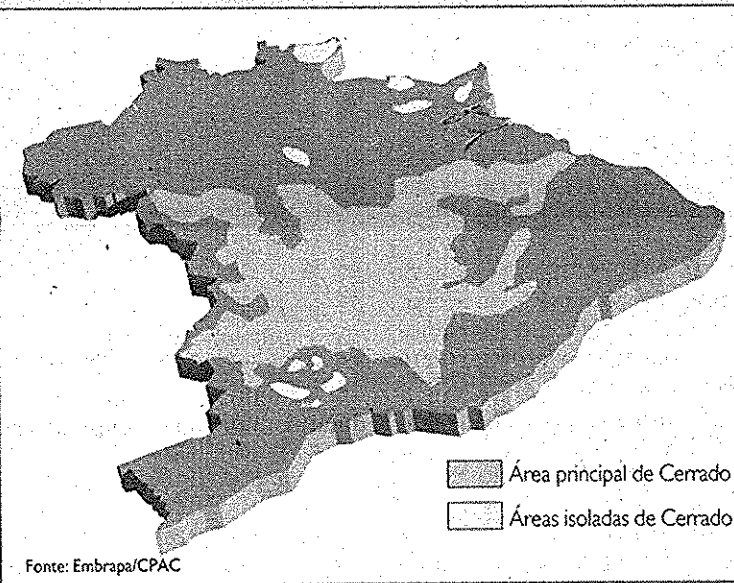 Área principal de Cerrado
Áreas isoladas de Cerrado
Fonte: Embrapa/CPAC